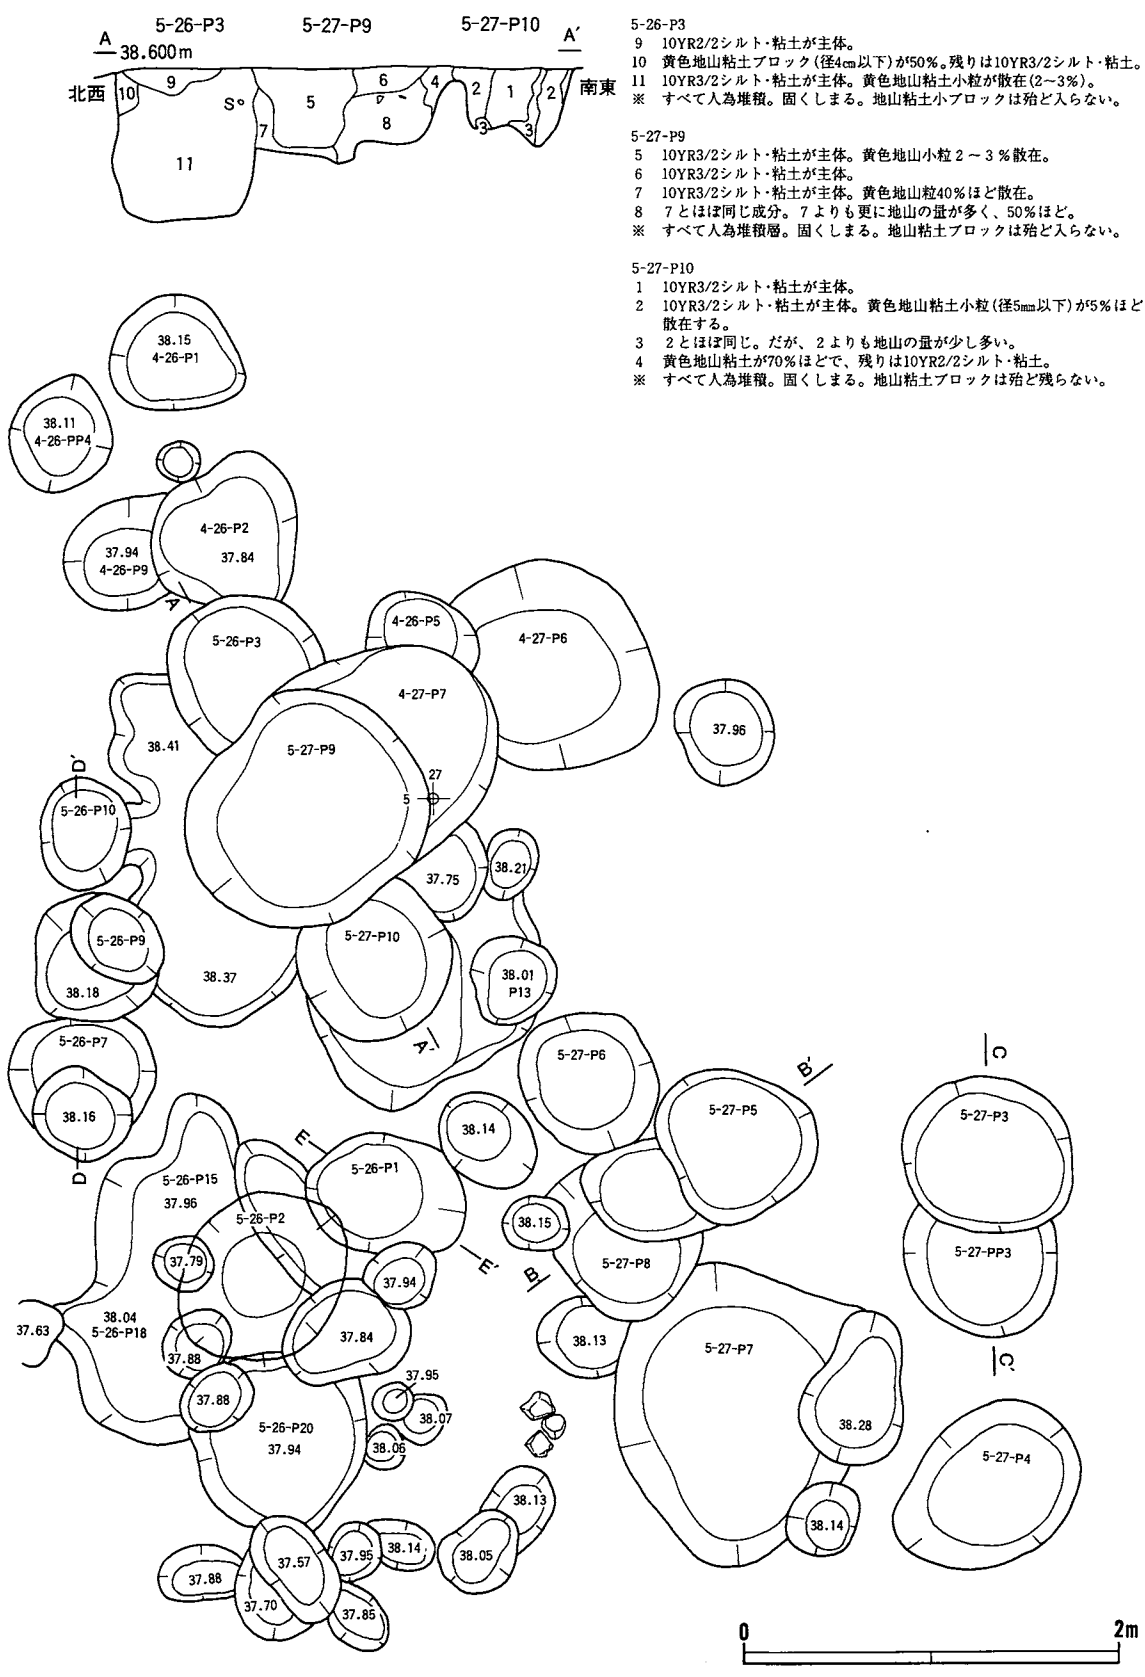 5-26-P3 5-27-P9 5-27-P10
A 38.600m A′
北西 10 9 S 7 5 6 4 8 2 1 2 南東
3 3
11
5-26-P3
9 10YR2/2シルト・粘土が主体。
10 黄色地山粘土ブロック(径4cm以下)が50%。残りは10YR3/2シルト・粘土。
11 10YR3/2シルト・粘土が主体。黄色地山粘土小粒が散在(2~3%)。
※ すべて人為堆積。固くしまる。地山粘土小ブロックは殆ど入らない。
5-27-P9
5 10YR3/2シルト・粘土が主体。黄色地山小粒2~3%散在。
6 10YR3/2シルト・粘土が主体。
7 10YR3/2シルト・粘土が主体。黄色地山粒40%ほど散在。
8 7とほぼ同じ成分。7よりも更に地山の量が多く、50%ほど。
※ すべて人為堆積層。固くしまる。地山粘土ブロックは殆ど入らない。
5-27-P10
1 10YR3/2シルト・粘土が主体。
2 10YR3/2シルト・粘土が主体。黄色地山粘土小粒(径5mm以下)が5%ほど
散在する。
3 2とほぼ同じ。だが、2よりも地山の量が少し多い。
4 黄色地山粘土が70%ほどで、残りは10YR2/2シルト・粘土。
※ すべて人為堆積。固くしまる。地山粘土ブロックは殆ど残らない。
38.15
4-26-P1
38.11
4-26-PP4
4-26-P2
37.84
37.94
4-26-P9
A
5-26-P3
4-26-P5
4-27-P6
4-27-P7
37.96
38.41
5-27-P9
D′
27
5
5-26-P10
37.75
38.21
5-27-P10
5-26-P9
38.37
38.01
P13
38.18
A′
5-26-P7
5-27-P6
C
B′
38.16
D
38.14
5-27-P5
5-27-P3
E
5-26-P1
5-26-P15
37.96
5-26-P2
38.15
5-27-P8
5-27-PP3
37.79
E′
B
37.94
38.04
5-26-P18
37.63
37.84
38.13
5-27-P7
C′
37.88
37.95
37.88
38.07
38.28
5-26-P20
37.94
38.06
5-27-P4
38.13
38.14
37.57
37.95
38.14
38.05
37.88
37.70
37.85
0 2m